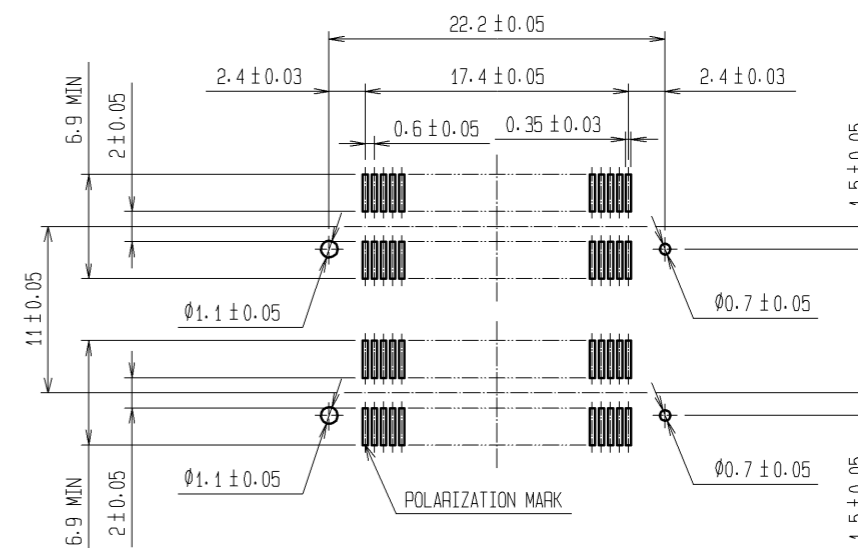 22.2 ±0.05
2.4 ±0.03
17.4 ±0.05
2.4 ±0.03
6.9 MIN
2±0.05
0.6 ±0.05
0.35 ±0.03
11±0.05
Ø1.1 ±0.05
Ø0.7 ±0.05
Ø1.1 ±0.05
Ø0.7 ±0.05
6.9 MIN
2±0.05
POLARIZATION MARK